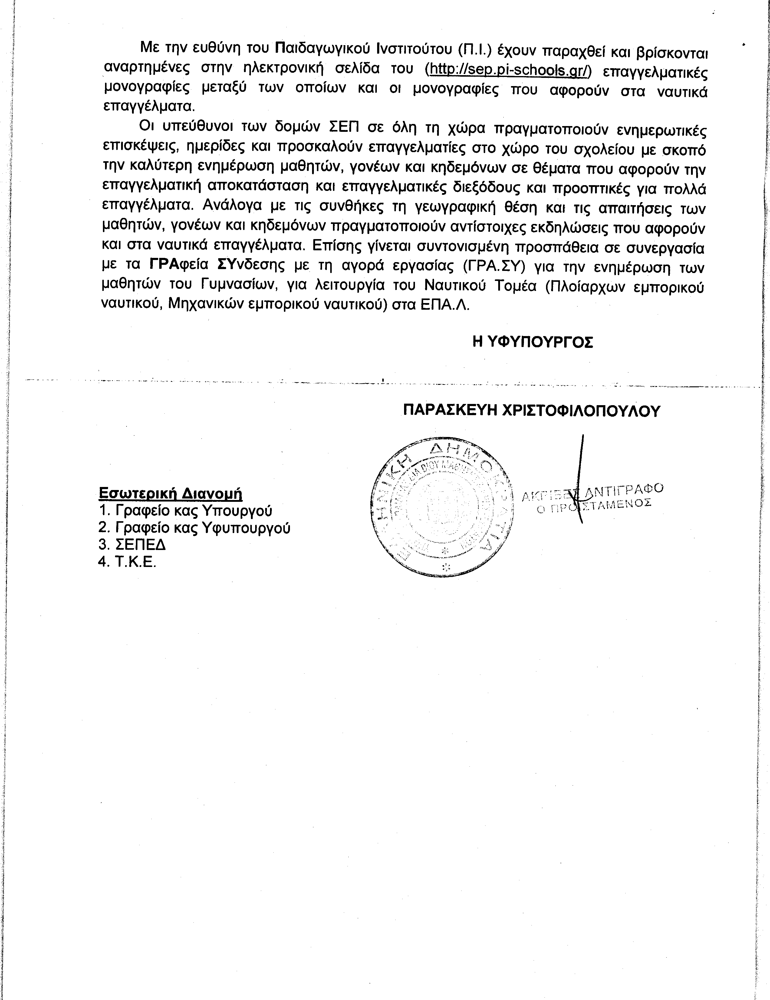 Με την ευθύνη του Παιδαγωγικού Ινστιτούτου (Π.Ι.) έχουν παραχθεί και βρίσκονται
αναρτημένες στην ηλεκτρονική σελίδα του (http://sep.pi-schools.gr/) επαγγελματικές
μονογραφίες μεταξύ των οποίων και οι μονογραφίες που αφορούν στα ναυτικά
επαγγέλματα.
Οι υπεύθυνοι των δομών ΣΕΠ σε όλη τη χώρα πραγματοποιούν ενημερωτικές
επισκέψεις, ημερίδες και προσκαλούν επαγγελματίες στο χώρο του σχολείου με σκοπό
την καλύτερη ενημέρωση μαθητών, γονέων και κηδεμόνων σε θέματα που αφορούν την
επαγγελματική αποκατάσταση και επαγγελματικές διεξόδους και προοπτικές για πολλά
επαγγέλματα. Ανάλογα με τις συνθήκες τη γεωγραφική θέση και τις απαιτήσεις των
μαθητών, γονέων και κηδεμόνων πραγματοποιούν αντίστοιχες εκδηλώσεις που αφορούν
και στα ναυτικά επαγγέλματα. Επίσης γίνεται συντονισμένη προσπάθεια σε συνεργασία
με τα ΓΡΑφεία ΣΥνδεσης με τη αγορά εργασίας (ΓΡΑ.ΣΥ) για την ενημέρωση των
μαθητών του Γυμνασίων, για λειτουργία του Ναυτικού Τομέα (Πλοίαρχων εμπορικού
ναυτικού, Μηχανικών εμπορικού ναυτικού) στα ΕΠΑ.Λ.
Η ΥΦΥΠΟΥΡΓΟΣ
ΠΑΡΑΣΚΕΥΗ ΧΡΙΣΤΟΦΙΛΟΠΟΥΛΟΥ
ΕΛΛΗΝΙΚΗ ΔΗΜΟΚΡΑΤΙΑ
ΔΙΑ ΒΙΟΥ
ΑΚΡΙΒΕΣ ΑΝΤΙΓΡΑΦΟ
Ο ΠΡΟΪΣΤΑΜΕΝΟΣ
Εσωτερική Διανομή
1. Γραφείο κας Υπουργού
2. Γραφείο κας Υφυπουργού
3. ΣΕΠΕΔ
4. Τ.Κ.Ε.